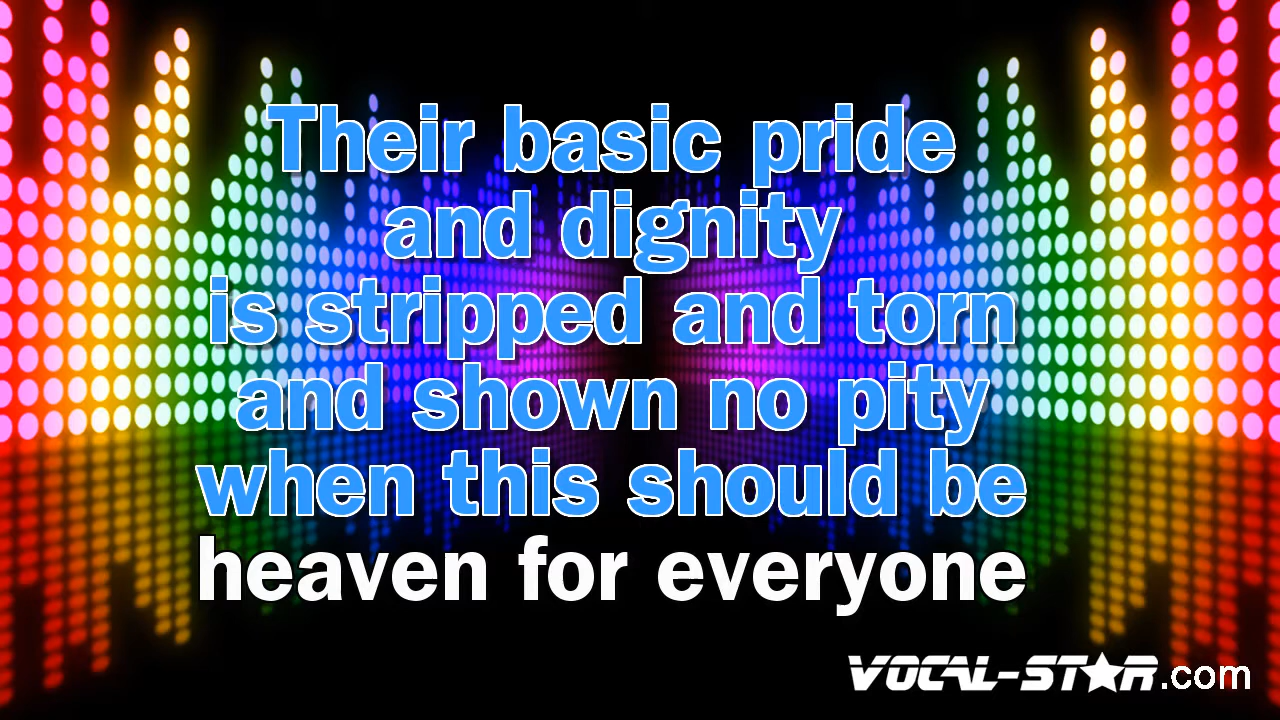 Their basic pride
and dignity
is stripped and torn
and shown no pity
when this should be
heaven for everyone
VOCAL-STAR.com